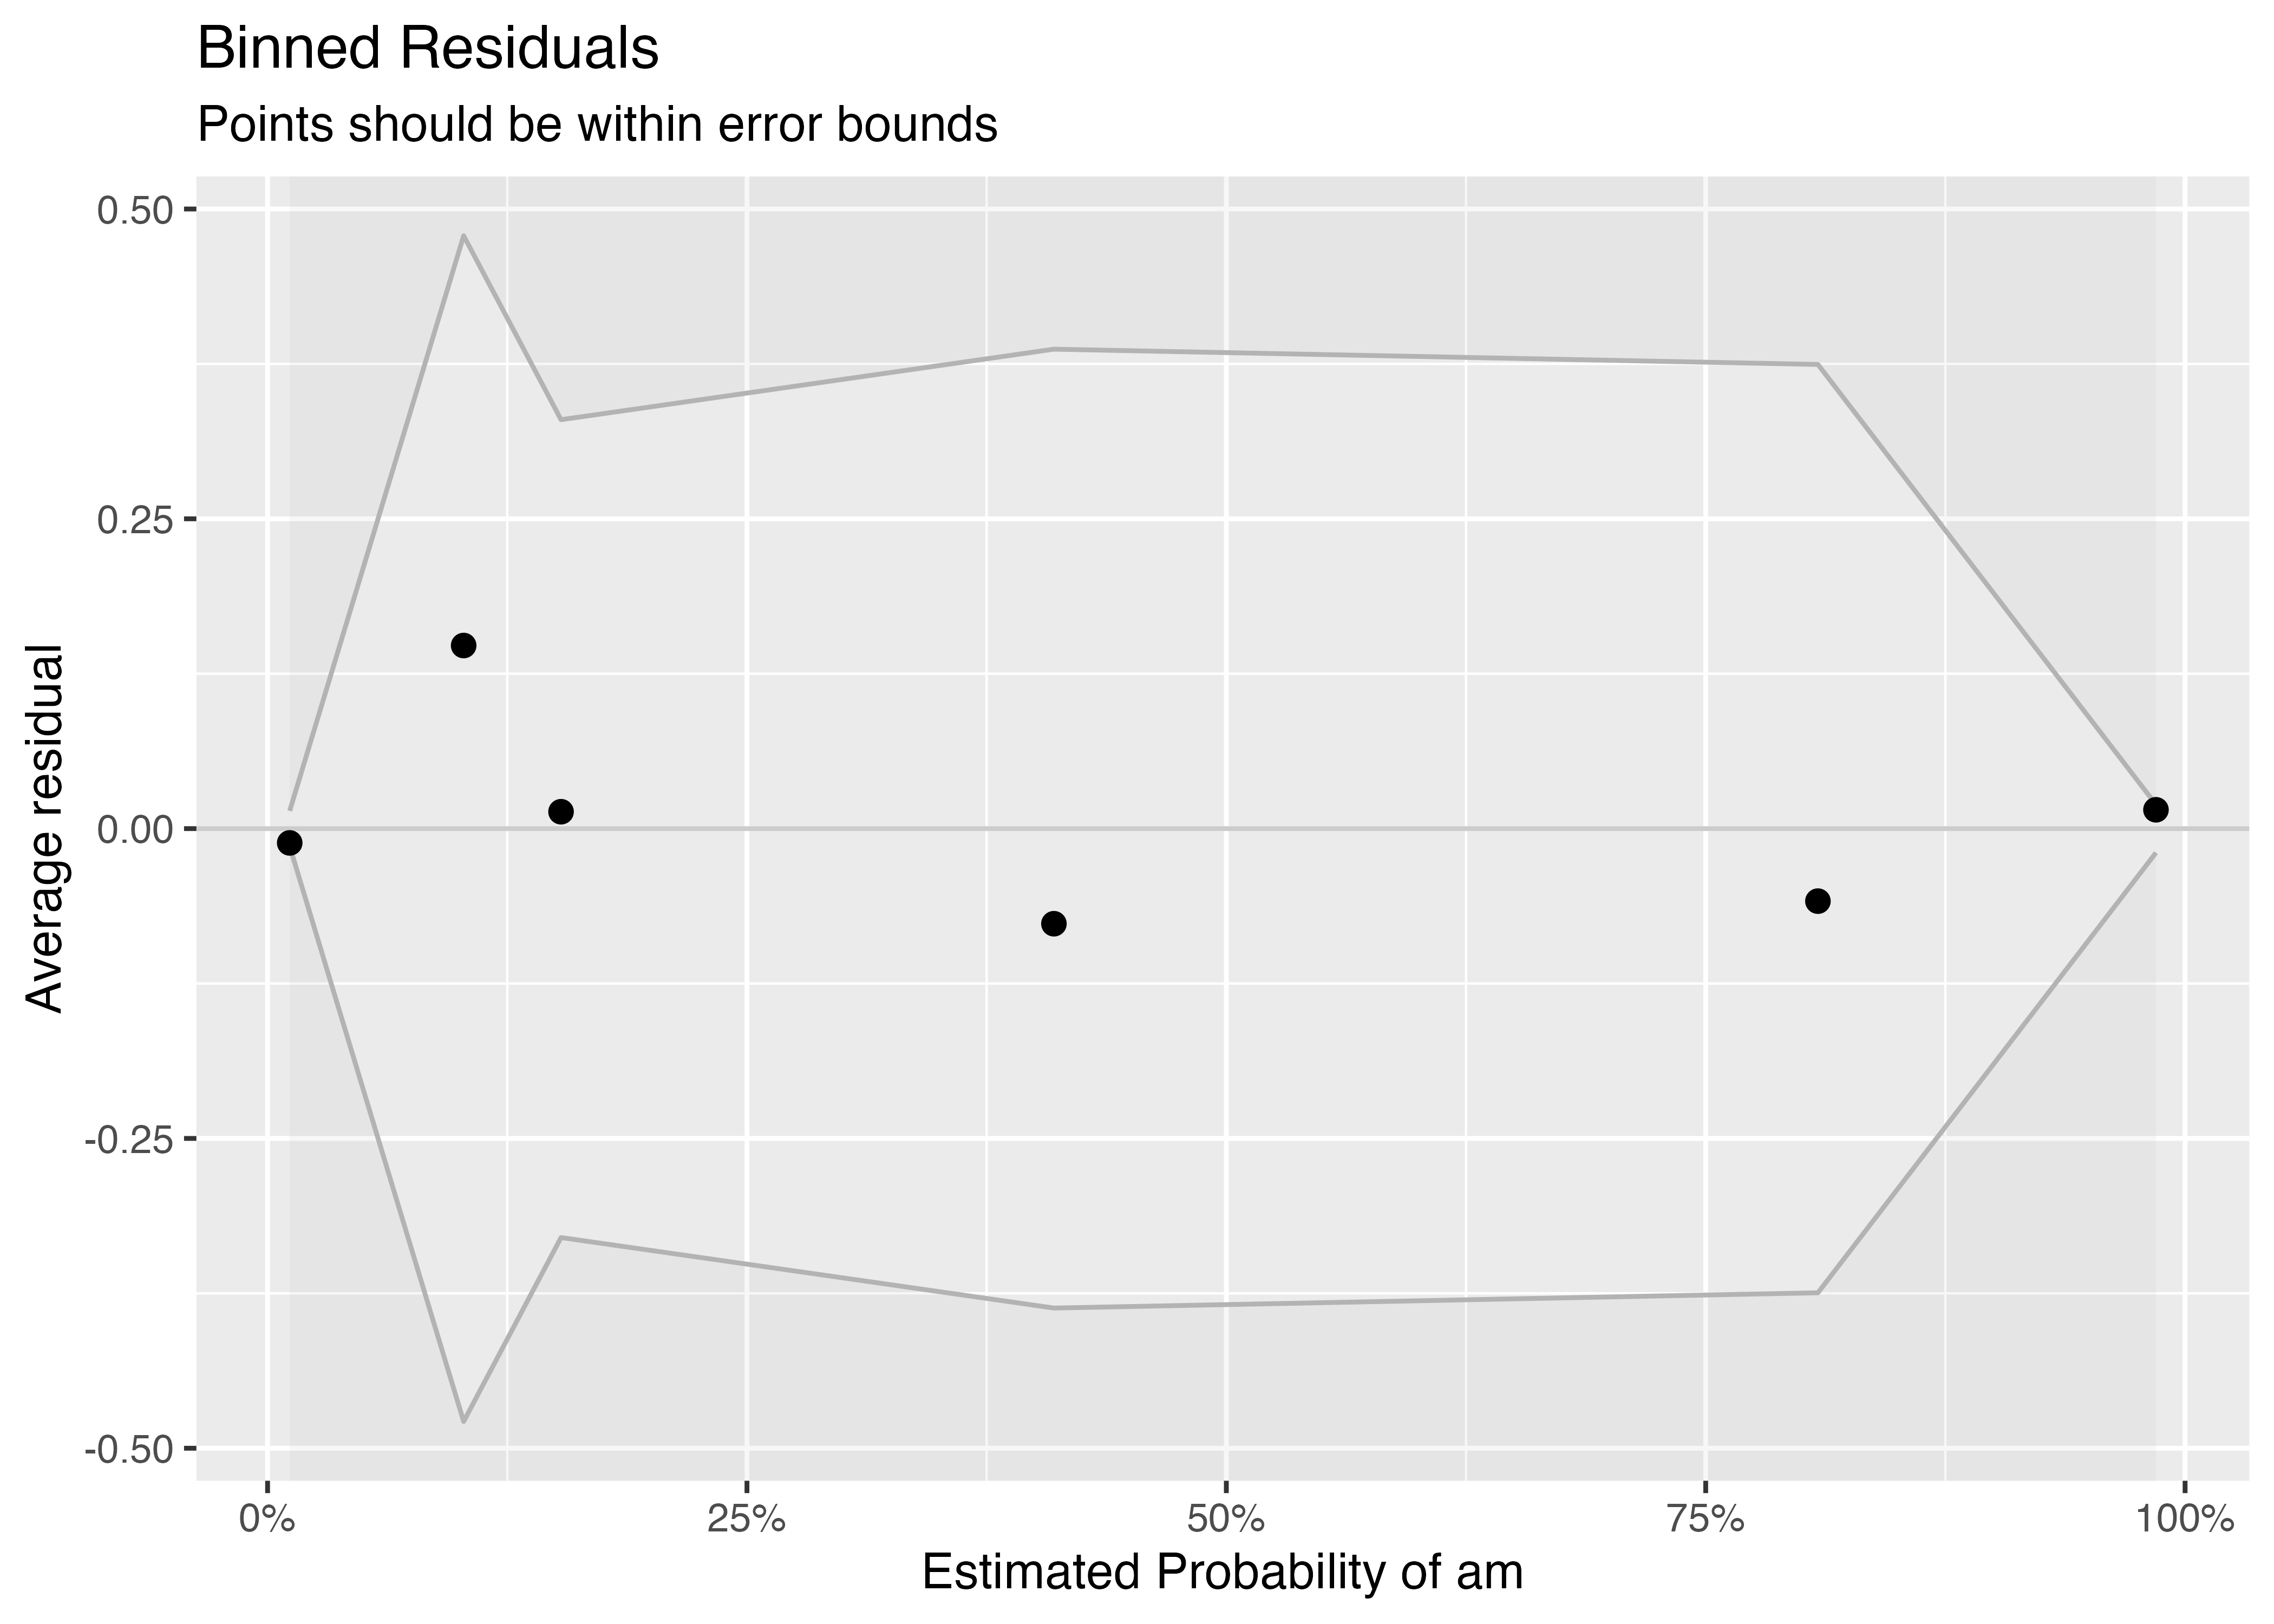 Binned Residuals
Points should be within error bounds
0.50
0.25
0.00
-0.25
-0.50
Average residual
0%
25%
50%
75%
100%
Estimated Probability of am